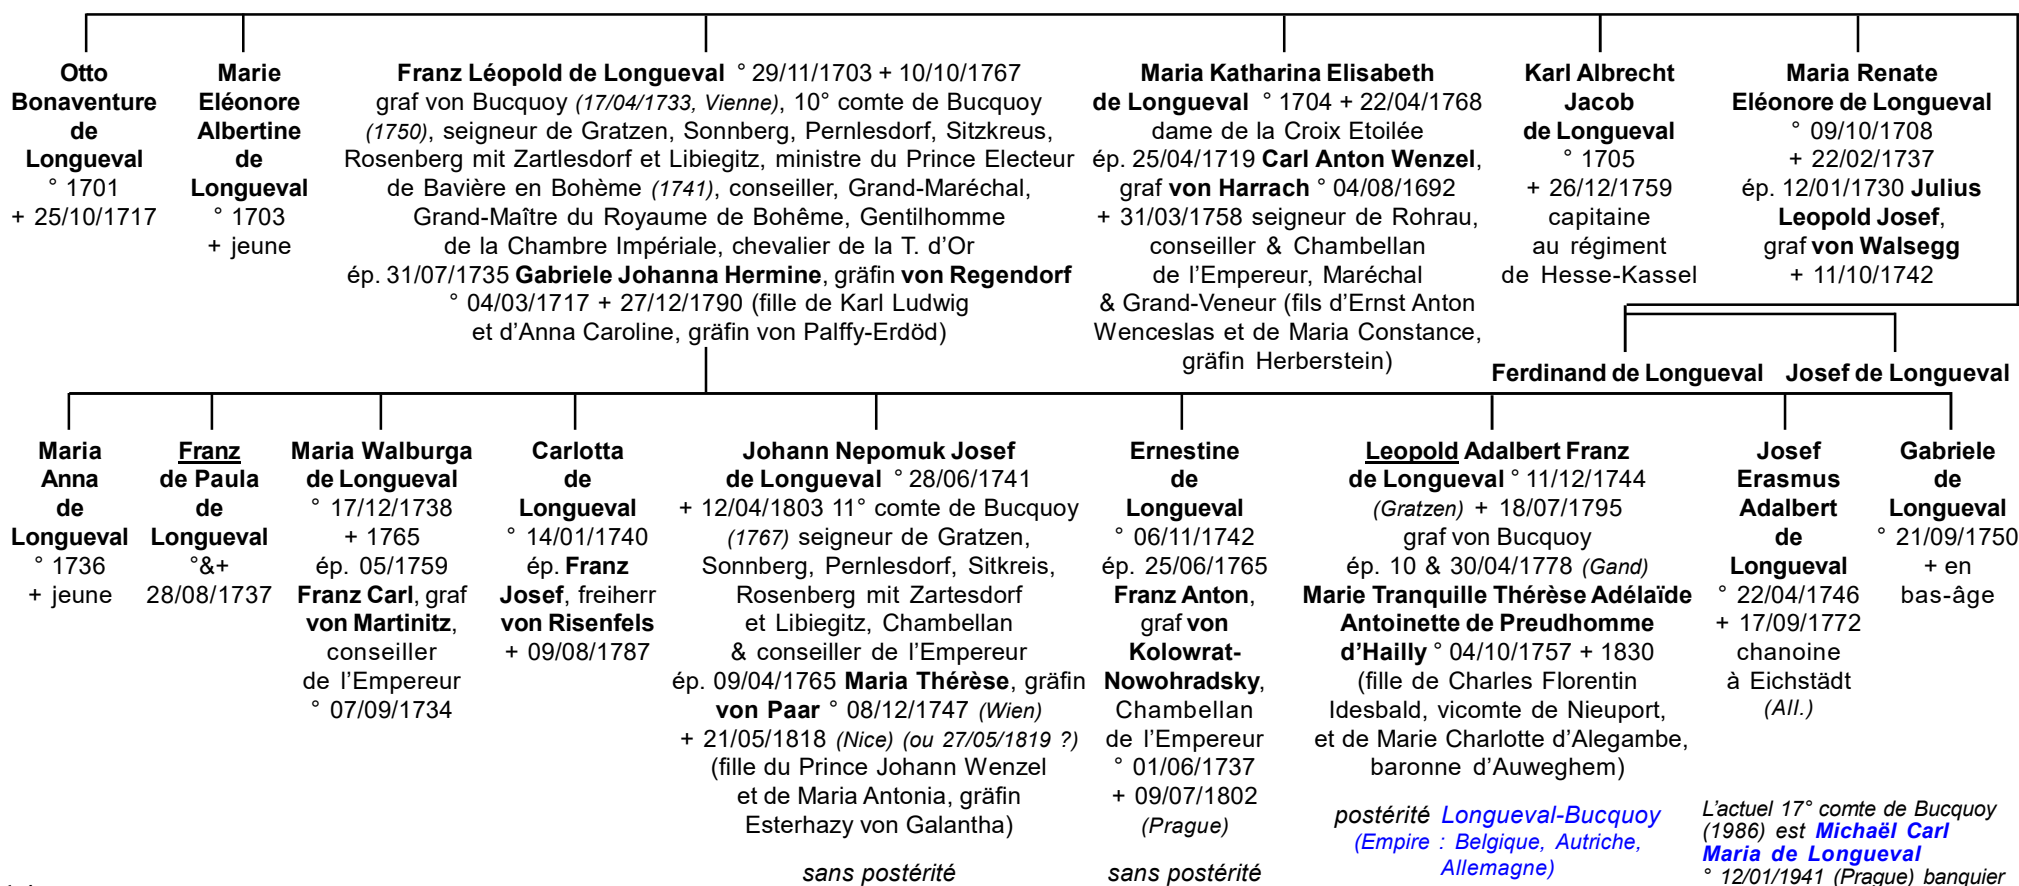 Otto
Bonaventure
de
Longueval
° 1701
+ 25/10/1717
Marie
Eléonore
Albertine
de
Longueval
° 1703
+ jeune
Franz Léopold de Longueval ° 29/11/1703 + 10/10/1767
graf von Bucquoy (17/04/1733, Vienne), 10° comte de Bucquoy
(1750), seigneur de Gratzen, Sonnberg, Pernlesdorf, Sitzkreus,
Rosenberg mit Zartlesdorf et Libiegitz, ministre du Prince Electeur
de Bavière en Bohème (1741), conseiller, Grand-Maréchal,
Grand-Maître du Royaume de Bohême, Gentilhomme
de la Chambre Impériale, chevalier de la T. d'Or
ép. 31/07/1735 Gabriele Johanna Hermine, gräfin von Regendorf
° 04/03/1717 + 27/12/1790 (fille de Karl Ludwig
et d'Anna Caroline, gräfin von Palffy-Erdöd)
Maria Katharina Elisabeth
de Longueval ° 1704 + 22/04/1768
dame de la Croix Etoilée
ép. 25/04/1719 Carl Anton Wenzel,
graf von Harrach ° 04/08/1692
+ 31/03/1758 seigneur de Rohrau,
conseiller & Chambellan
de l'Empereur, Maréchal
& Grand-Veneur (fils d'Ernst Anton
Wenceslas et de Maria Constance,
gräfin Herberstein)
Karl Albrecht
Jacob
de Longueval
° 1705
+ 26/12/1759
capitaine
au régiment
de Hesse-Kassel
Maria Renate
Eléonore de Longueval
° 09/10/1708
+ 22/02/1737
ép. 12/01/1730 Julius
Leopold Josef,
graf von Walsegg
+ 11/10/1742
Ferdinand de Longueval
Josef de Longueval
Maria
Anna
de
Longueval
° 1736
+ jeune
Franz
de Paula
de
Longueval
°&+
28/08/1737
Maria Walburga
de Longueval
° 17/12/1738
+ 1765
ép. 05/1759
Franz Carl, graf
von Martinitz,
conseiller
de l'Empereur
° 07/09/1734
Carlotta
de
Longueval
° 14/01/1740
ép. Franz
Josef, freiherr
von Risenfels
+ 09/08/1787
Johann Nepomuk Josef
de Longueval ° 28/06/1741
+ 12/04/1803 11° comte de Bucquoy
(1767) seigneur de Gratzen,
Sonnberg, Pernlesdorf, Sitkreis,
Rosenberg mit Zartesdorf
et Libiegitz, Chambellan
& conseiller de l'Empereur
ép. 09/04/1765 Maria Thérèse, gräfin
von Paar ° 08/12/1747 (Wien)
+ 21/05/1818 (Nice) (ou 27/05/1819 ?)
(fille du Prince Johann Wenzel
et de Maria Antonia, gräfin
Esterhazy von Galantha)
sans postérité
Ernestine
de
Longueval
° 06/11/1742
ép. 25/06/1765
Franz Anton,
graf von
Kolowrat-
Nowohradsky,
Chambellan
de l'Empereur
° 01/06/1737
+ 09/07/1802
(Prague)
sans postérité
Leopold Adalbert Franz
de Longueval ° 11/12/1744
(Gratzen) + 18/07/1795
graf von Bucquoy
ép. 10 & 30/04/1778 (Gand)
Marie Tranquille Thérèse Adélaïde
Antoinette de Preudhomme
d'Hailly ° 04/10/1757 + 1830
(fille de Charles Florentin
Idesbald, vicomte de Nieuport,
et de Marie Charlotte d'Alegambe,
baronne d'Auweghem)
postérité Longueval-Bucquoy
(Empire : Belgique, Autriche,
Allemagne)
Josef
Erasmus
Adalbert
de
Longueval
° 22/04/1746
+ 17/09/1772
chanoine
à Eichstädt
(All.)
Gabriele
de
Longueval
° 21/09/1750
+ en
bas-âge
L'actuel 17° comte de Bucquoy
(1986) est Michaël Carl
Maria de Longueval
° 12/01/1941 (Prague) banquier